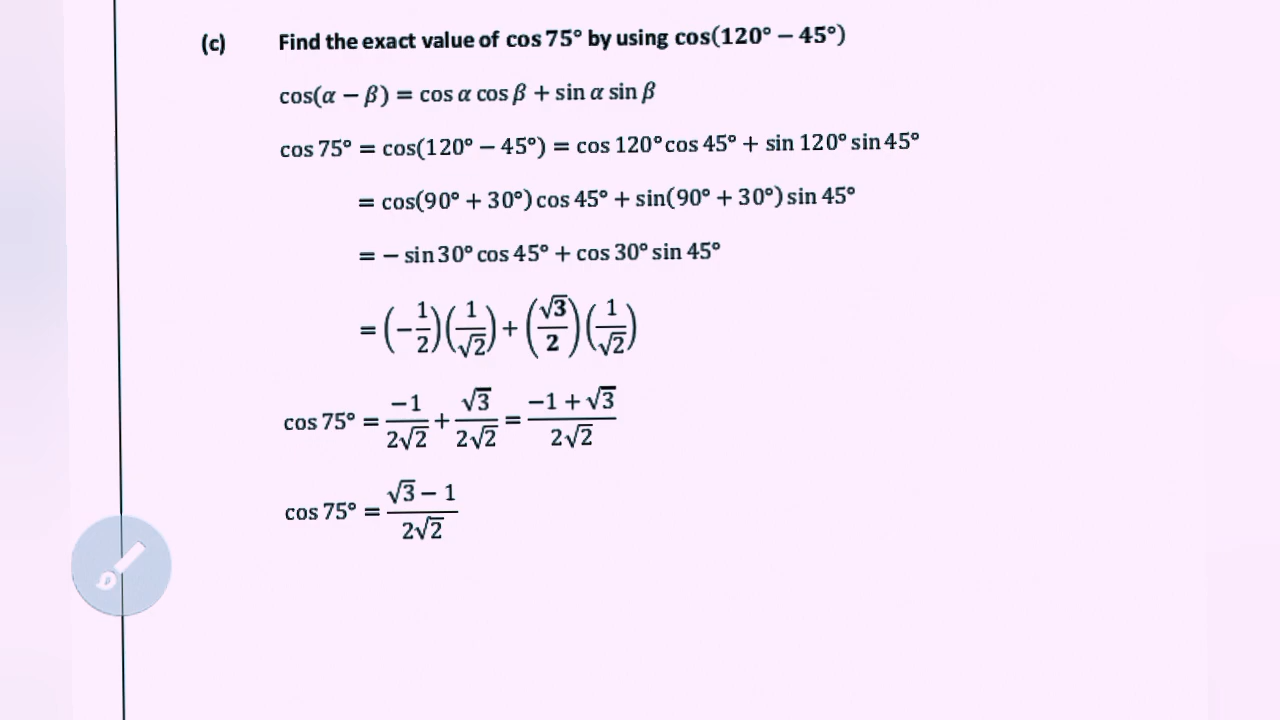 (c) Find the exact value of cos 75° by using cos(120° − 45°)
cos(α − β) = cos α cos β + sin α sin β
cos 75° = cos(120° − 45°) = cos 120° cos 45° + sin 120° sin 45°
= cos(90° + 30°) cos 45° + sin(90° + 30°) sin 45°
= − sin 30° cos 45° + cos 30° sin 45°
= (−1/2)(1/√2) + (√3/2)(1/√2)
cos 75° = −1/2√2 + √3/2√2 = −1 + √3/2√2
cos 75° = √3 − 1/2√2